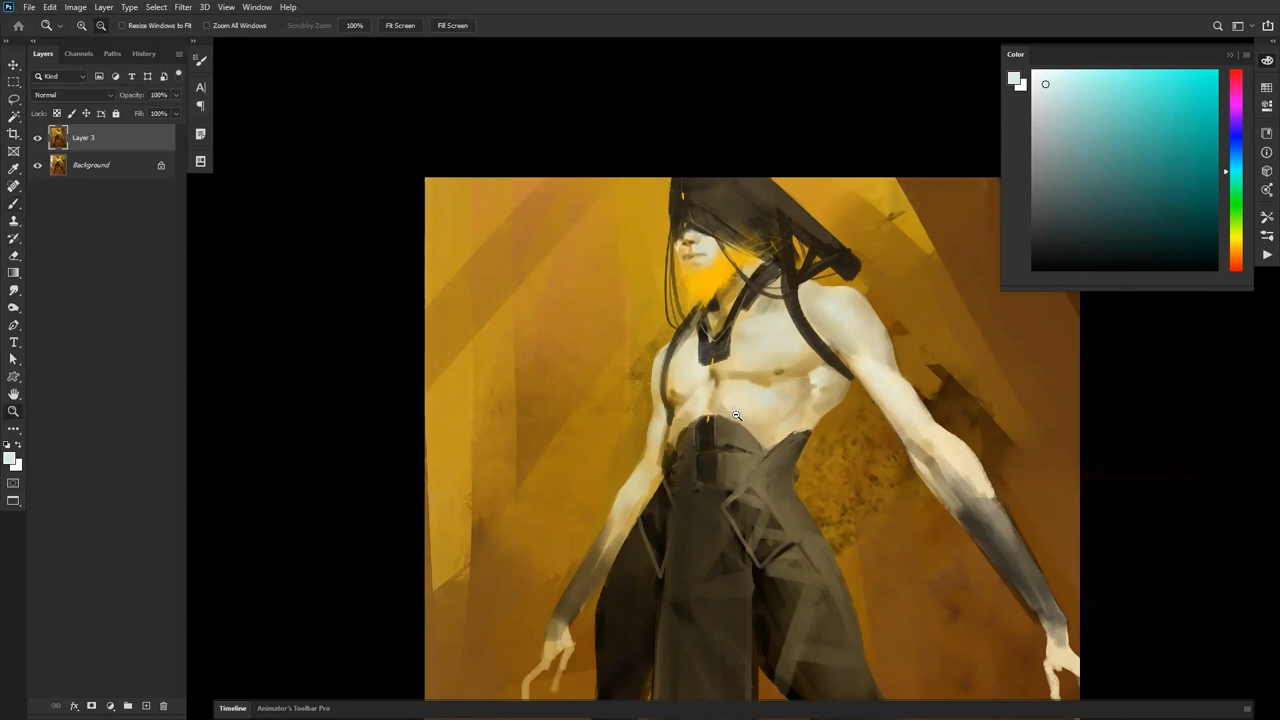 Ps File Edit Image Layer Type Select Filter 3D View Window Help
Resize Windows to Fit Zoom All Windows Scrubby Zoom 100% Fit Screen Fill Screen
Layers Channels Paths History
Kind
Normal Opacity: 100%
Lock: Fill: 100%
Layer 3
Background
Color
Timeline Animator's Toolbar Pro